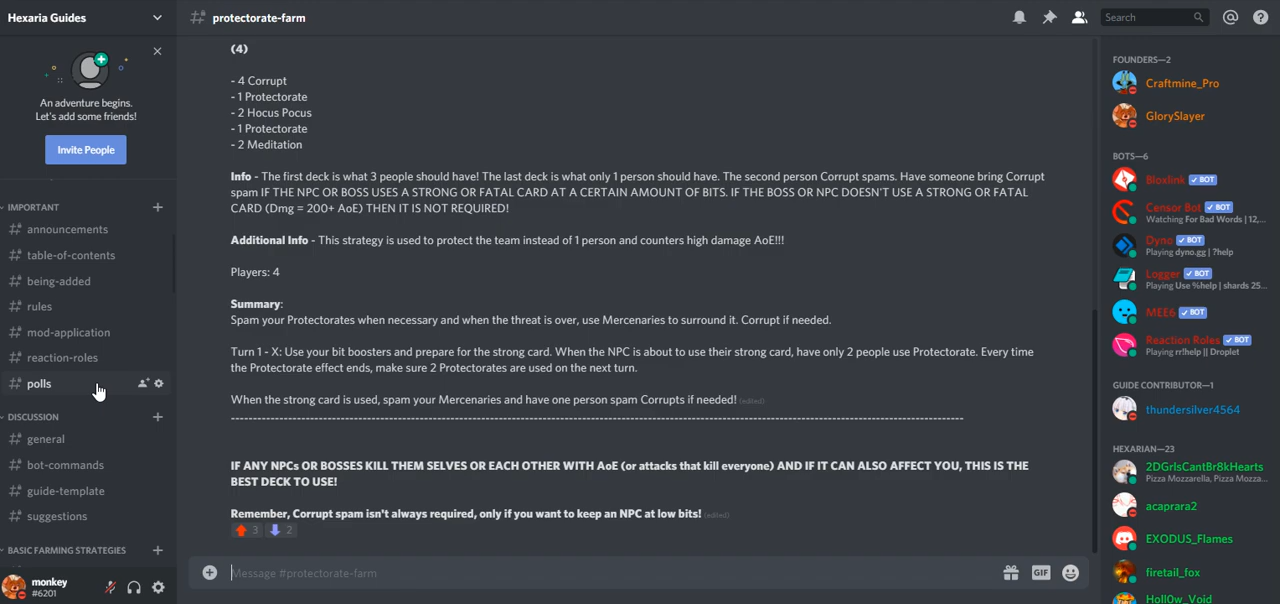 Hexaria Guides
An adventure begins.
Let's add some friends!
Invite People
IMPORTANT
# announcements
# table-of-contents
# being-added
# rules
# mod-application
# reaction-roles
# polls
DISCUSSION
# general
# bot-commands
# guide-template
# suggestions
BASIC FARMING STRATEGIES
monkey
#6201
# protectorate-farm
Search
(4)
- 4 Corrupt
- 1 Protectorate
- 2 Hocus Pocus
- 1 Protectorate
- 2 Meditation
Info - The first deck is what 3 people should have! The last deck is what only 1 person should have. The second person Corrupt spams. Have someone bring Corrupt
spam IF THE NPC OR BOSS USES A STRONG OR FATAL CARD AT A CERTAIN AMOUNT OF BITS. IF THE BOSS OR NPC DOESN'T USE A STRONG OR FATAL
CARD (Dmg = 200+ AoE) THEN IT IS NOT REQUIRED!
Additional Info - This strategy is used to protect the team instead of 1 person and counters high damage AoE!!!
Players: 4
Summary:
Spam your Protectorates when necessary and when the threat is over, use Mercenaries to surround it. Corrupt if needed.
Turn 1 - X: Use your bit boosters and prepare for the strong card. When the NPC is about to use their strong card, have only 2 people use Protectorate. Every time
the Protectorate effect ends, make sure 2 Protectorates are used on the next turn.
When the strong card is used, spam your Mercenaries and have one person spam Corrupts if needed! (edited)
IF ANY NPCs OR BOSSES KILL THEM SELVES OR EACH OTHER WITH AoE (or attacks that kill everyone) AND IF IT CAN ALSO AFFECT YOU, THIS IS THE
BEST DECK TO USE!
Remember, Corrupt spam isn't always required, only if you want to keep an NPC at low bits! (edited)
3 2
Message #protectorate-farm
GIF
FOUNDERS—2
Craftmine_Pro
GlorySlayer
BOTS—6
Bloxlink ✓ BOT
Censor Bot ✓ BOT
Watching For Bad Words | 12,...
Dyno ✓ BOT
Playing dyno.gg | ?help
Logger ✓ BOT
Playing Use %help | shards 25...
MEE6 ✓ BOT
Reaction Roles ✓ BOT
Playing rr!help || Droplet
GUIDE CONTRIBUTOR—1
thundersilver4564
HEXARIAN—23
2DGrlsCantBr8kHearts
Pizza Mozzarella, Pizza Mozza...
acaprara2
EXODUS_Flames
firetail_fox
Holl0w_Void